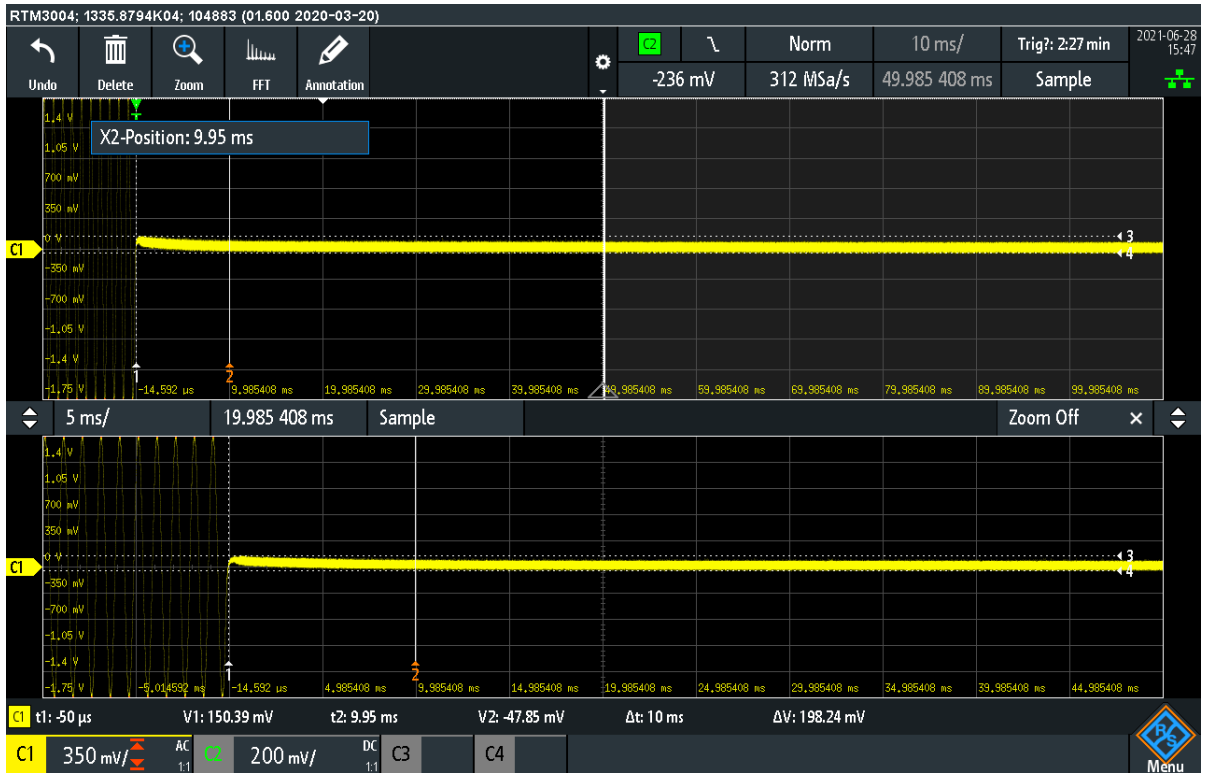 RTM3004; 1335.8794K04; 104883 (01.600 2020-03-20)
Undo Delete Zoom FFT Annotation
C2 Norm 10 ms/ Trig?: 2:27 min 2021-06-28 15:47
-236 mV 312 MSa/s 49.985 408 ms Sample
1.4 V
X2-Position: 9.95 ms
1.05 V
700 mV
350 mV
0 V
3
C1
4
-350 mV
-700 mV
-1.05 V
-1.4 V
1 2
-1.75 V -14.592 µs 9.985408 ms 19.985408 ms 29.985408 ms 39.985408 ms 49.985408 ms 59.985408 ms 69.985408 ms 79.985408 ms 89.985408 ms 99.985408 ms
5 ms/ 19.985 408 ms Sample Zoom Off ×
1.4 V
1.05 V
700 mV
350 mV
0 V
3
C1
4
-350 mV
-700 mV
-1.05 V
-1.4 V
1 2
-1.75 V -5.014592 ms -14.592 µs 4.985408 ms 9.985408 ms 14.985408 ms 19.985408 ms 24.985408 ms 29.985408 ms 34.985408 ms 39.985408 ms 44.985408 ms
C1 t1: -50 µs V1: 150.39 mV t2: 9.95 ms V2: -47.85 mV Δt: 10 ms ΔV: 198.24 mV
C1 350 mV/ AC 1:1 C2 200 mV/ DC 1:1 C3 C4 R&S Menu